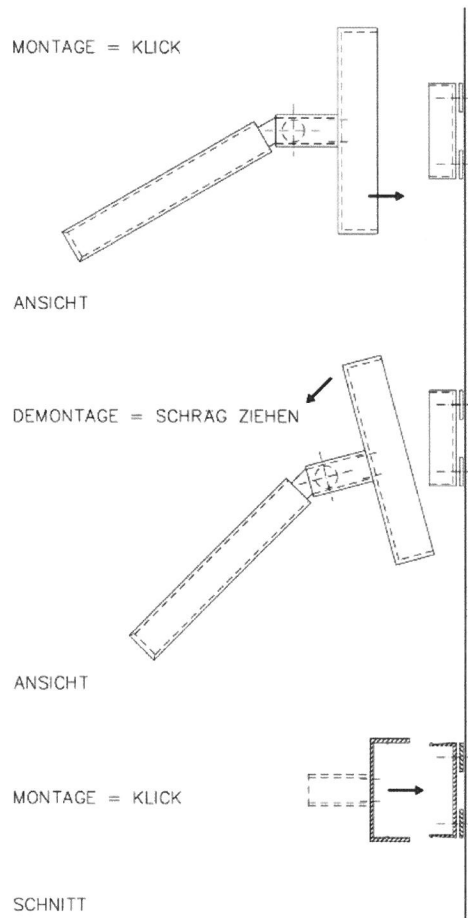 MONTAGE = KLICK
ANSICHT
DEMONTAGE = SCHRÄG ZIEHEN
ANSICHT
MONTAGE = KLICK
SCHNITT